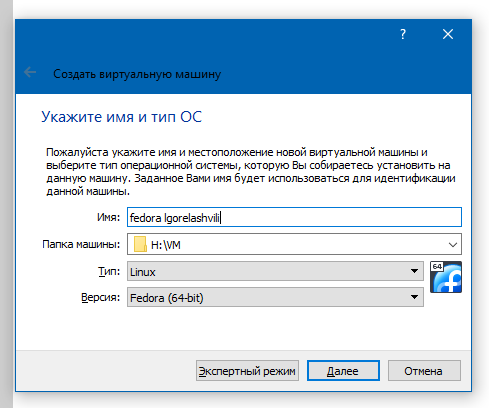 ?
Создать виртуальную машину
Укажите имя и тип ОС
Пожалуйста укажите имя и местоположение новой виртуальной машины и
выберите тип операционной системы, которую Вы собираетесь установить на
данную машину. Заданное Вами имя будет использоваться для идентификации
данной машины.
Имя: fedora lgorelashvili
Папка машины: H:\VM
Тип: Linux 64
Версия: Fedora (64-bit)
Экспертный режим Далее Отмена